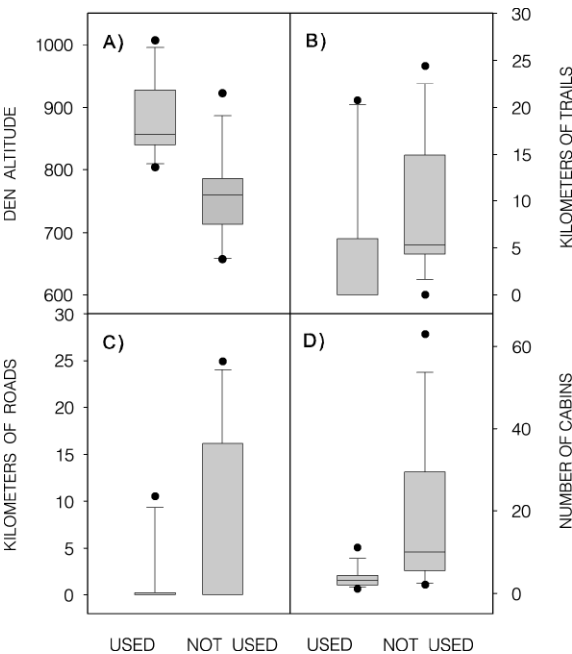 A)
DEN ALTITUDE
1000
900
800
700
600
B)
KILOMETERS OF TRAILS
30
25
20
15
10
5
0
C)
KILOMETERS OF ROADS
30
25
20
15
10
5
0
D)
NUMBER OF CABINS
60
40
20
0
USED NOT USED USED NOT USED